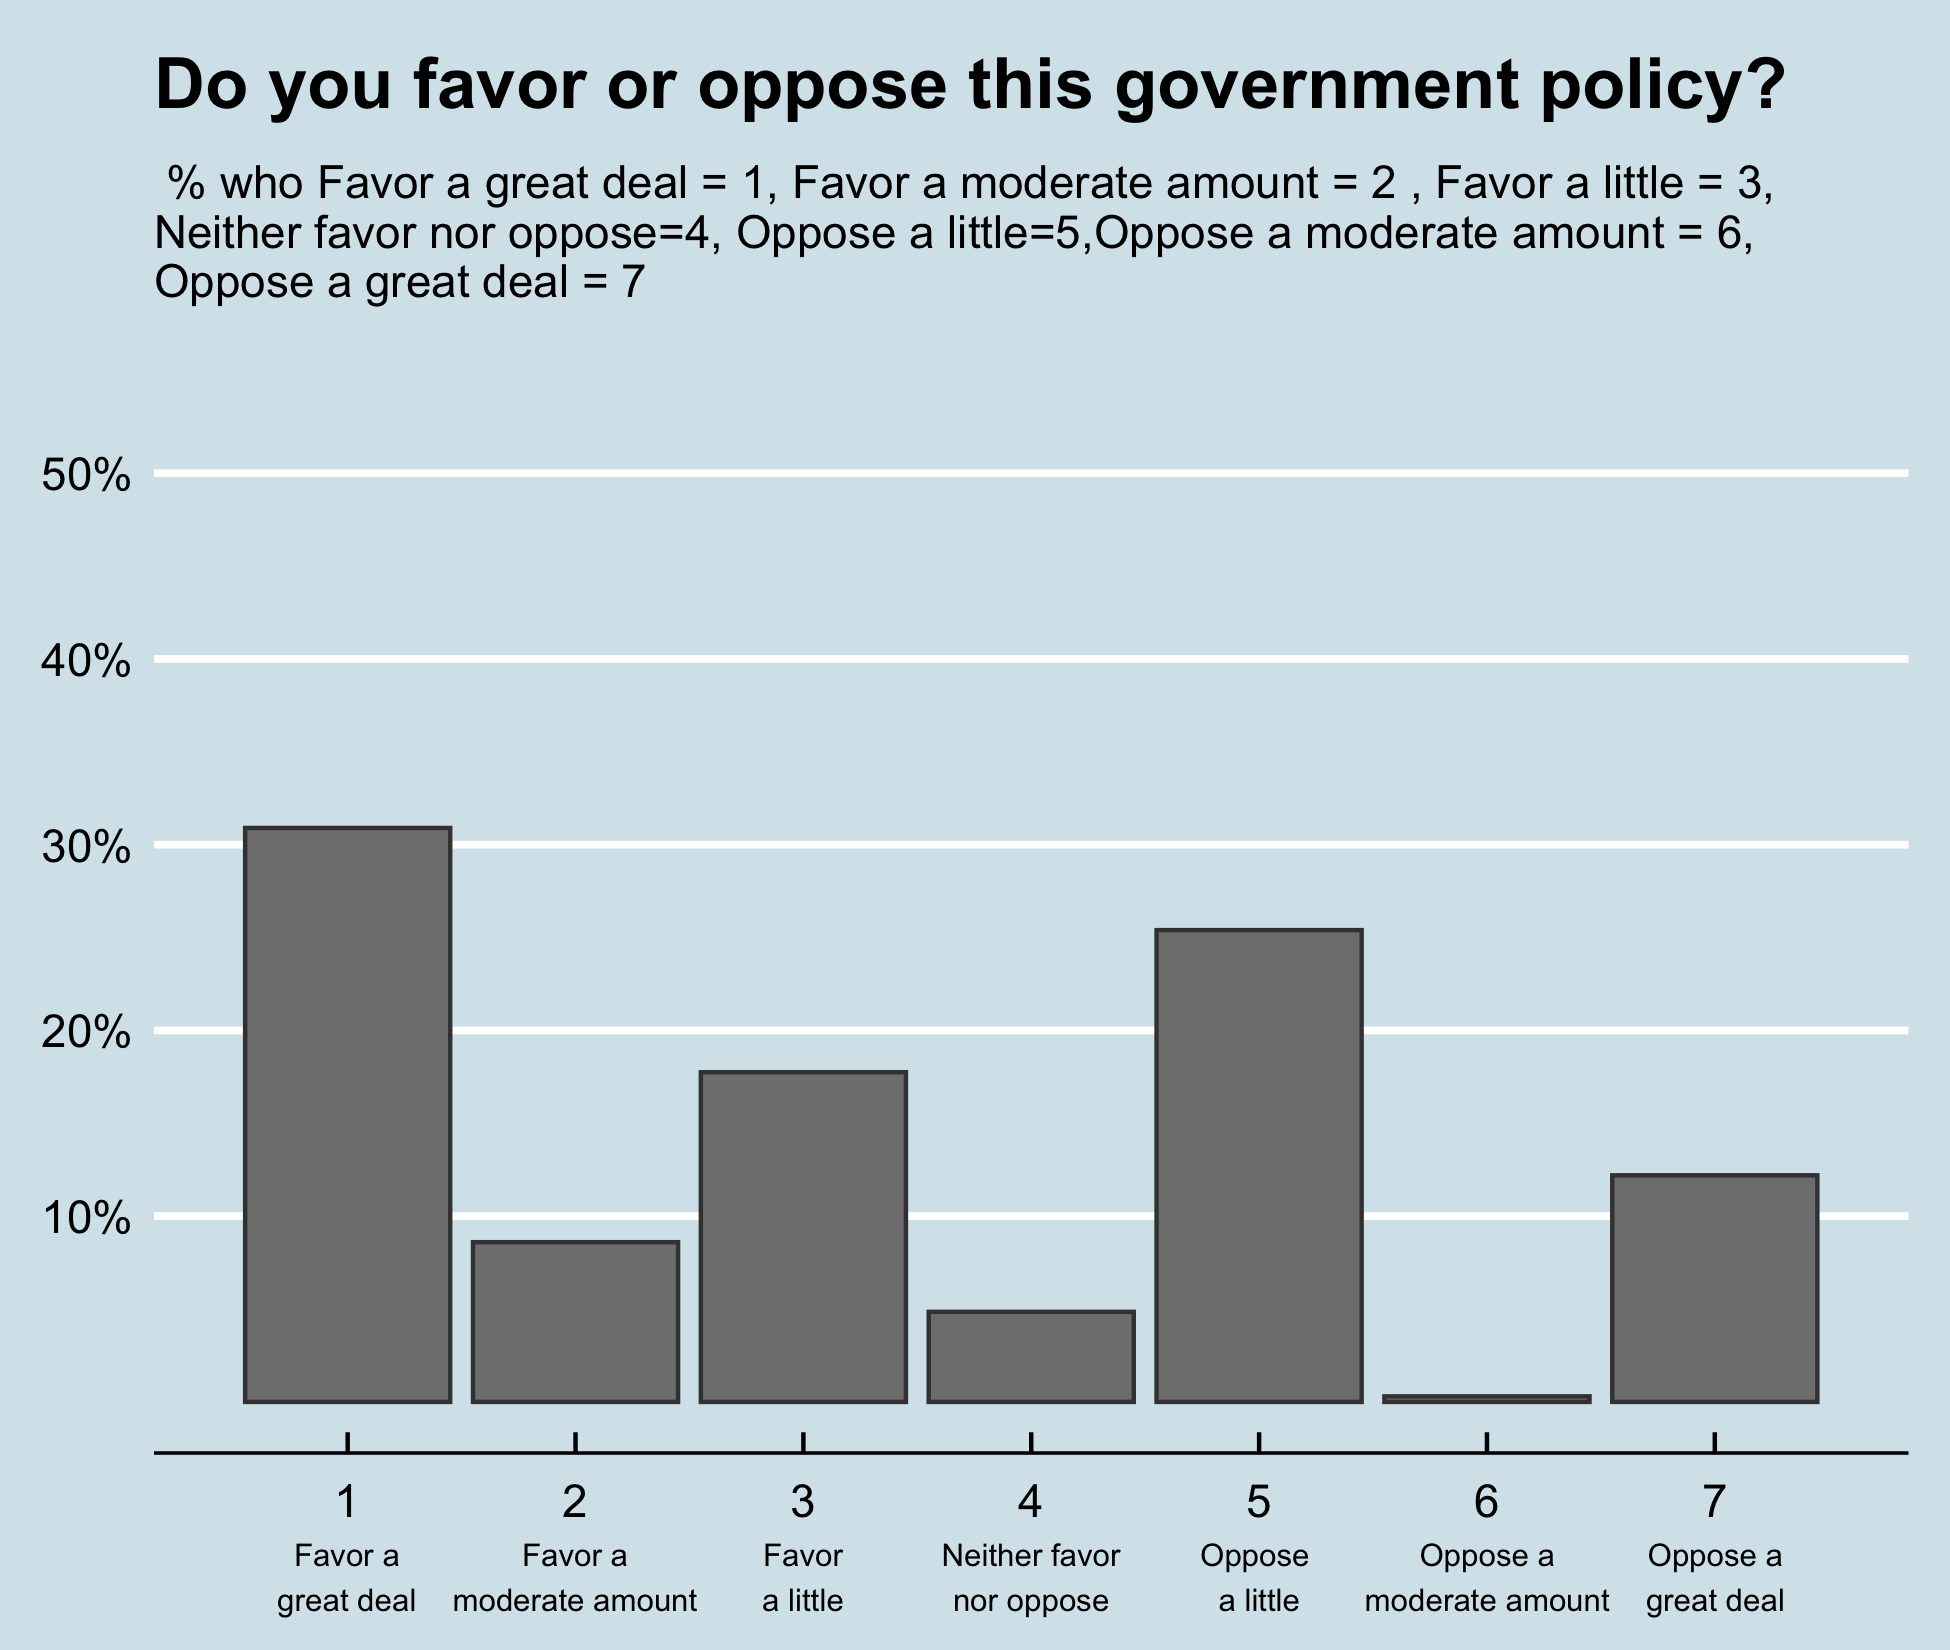 Do you favor or oppose this government policy?
% who Favor a great deal = 1, Favor a moderate amount = 2 , Favor a little = 3,
Neither favor nor oppose=4, Oppose a little=5,Oppose a moderate amount = 6,
Oppose a great deal = 7
50%
40%
30%
20%
10%
1 2 3 4 5 6 7
Favor a Favor a Favor Neither favor Oppose Oppose a Oppose a
great deal moderate amount a little nor oppose a little moderate amount great deal